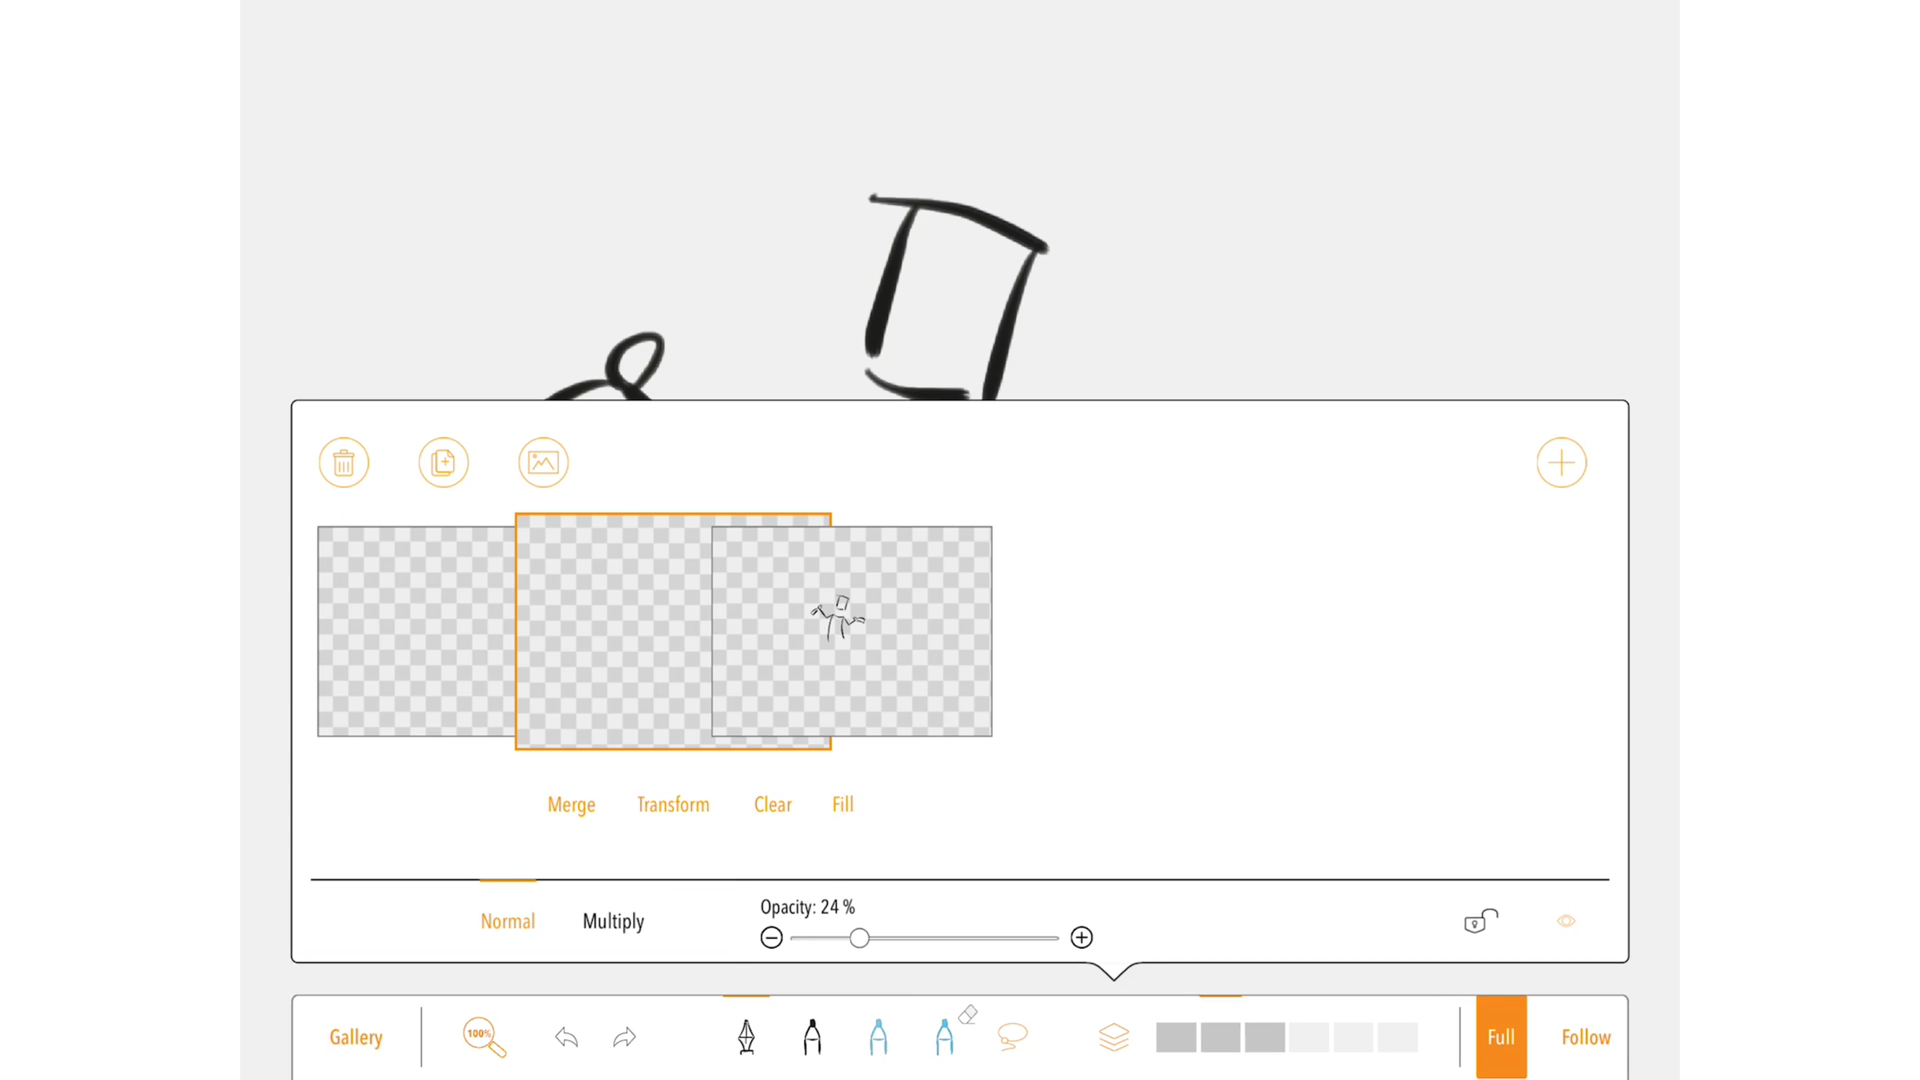 Merge Transform Clear Fill
Normal Multiply
Opacity: 24 %
Gallery 100% Full Follow